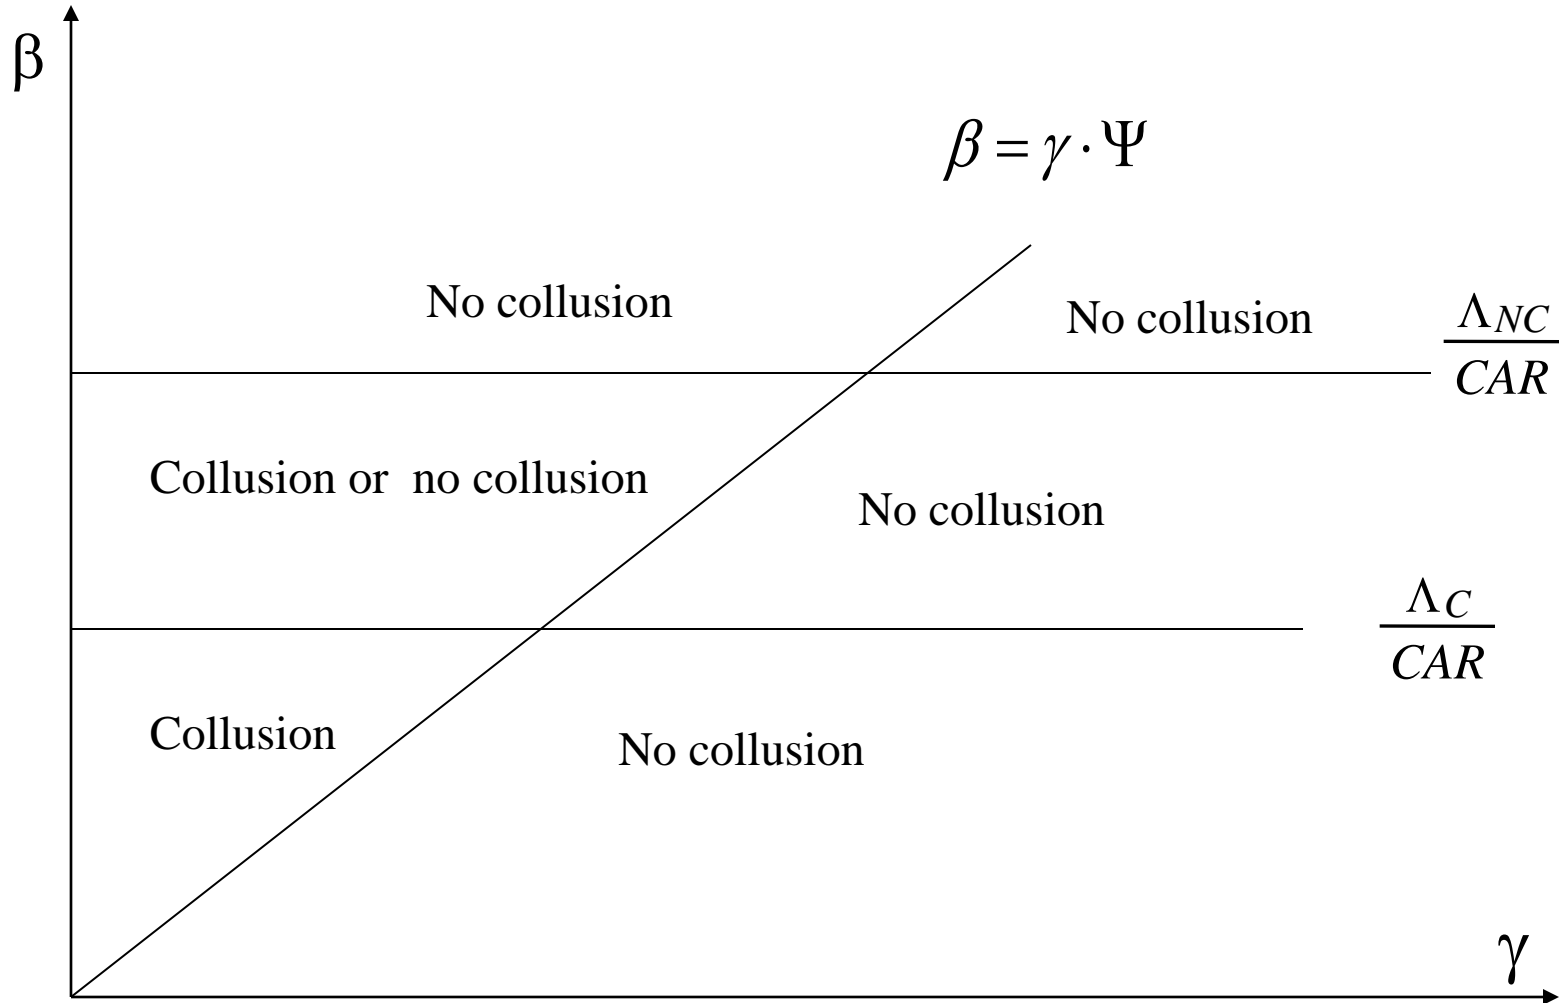 β
β = γ · Ψ
No collusion
No collusion
Λ_NC
CAR
Collusion or no collusion
No collusion
Λ_C
CAR
Collusion
No collusion
γ